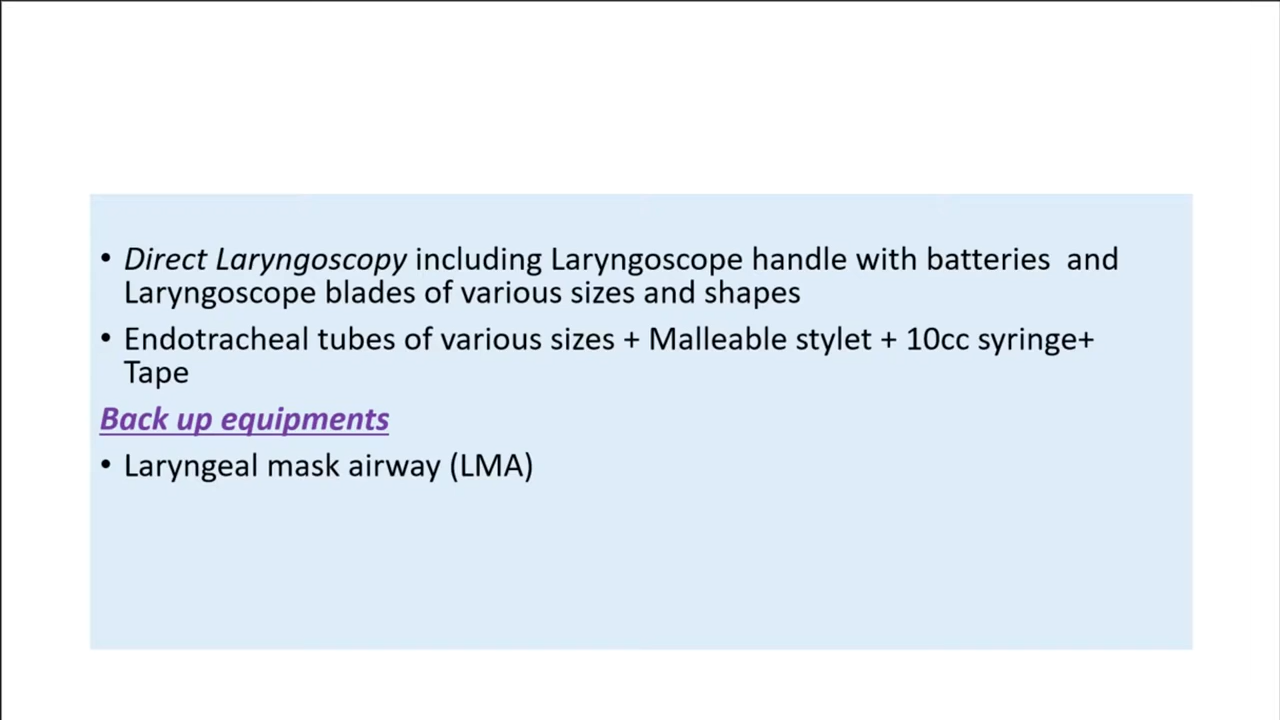 • Direct Laryngoscopy including Laryngoscope handle with batteries  and
Laryngoscope blades of various sizes and shapes
• Endotracheal tubes of various sizes + Malleable stylet + 10cc syringe+
Tape
Back up equipments
• Laryngeal mask airway (LMA)